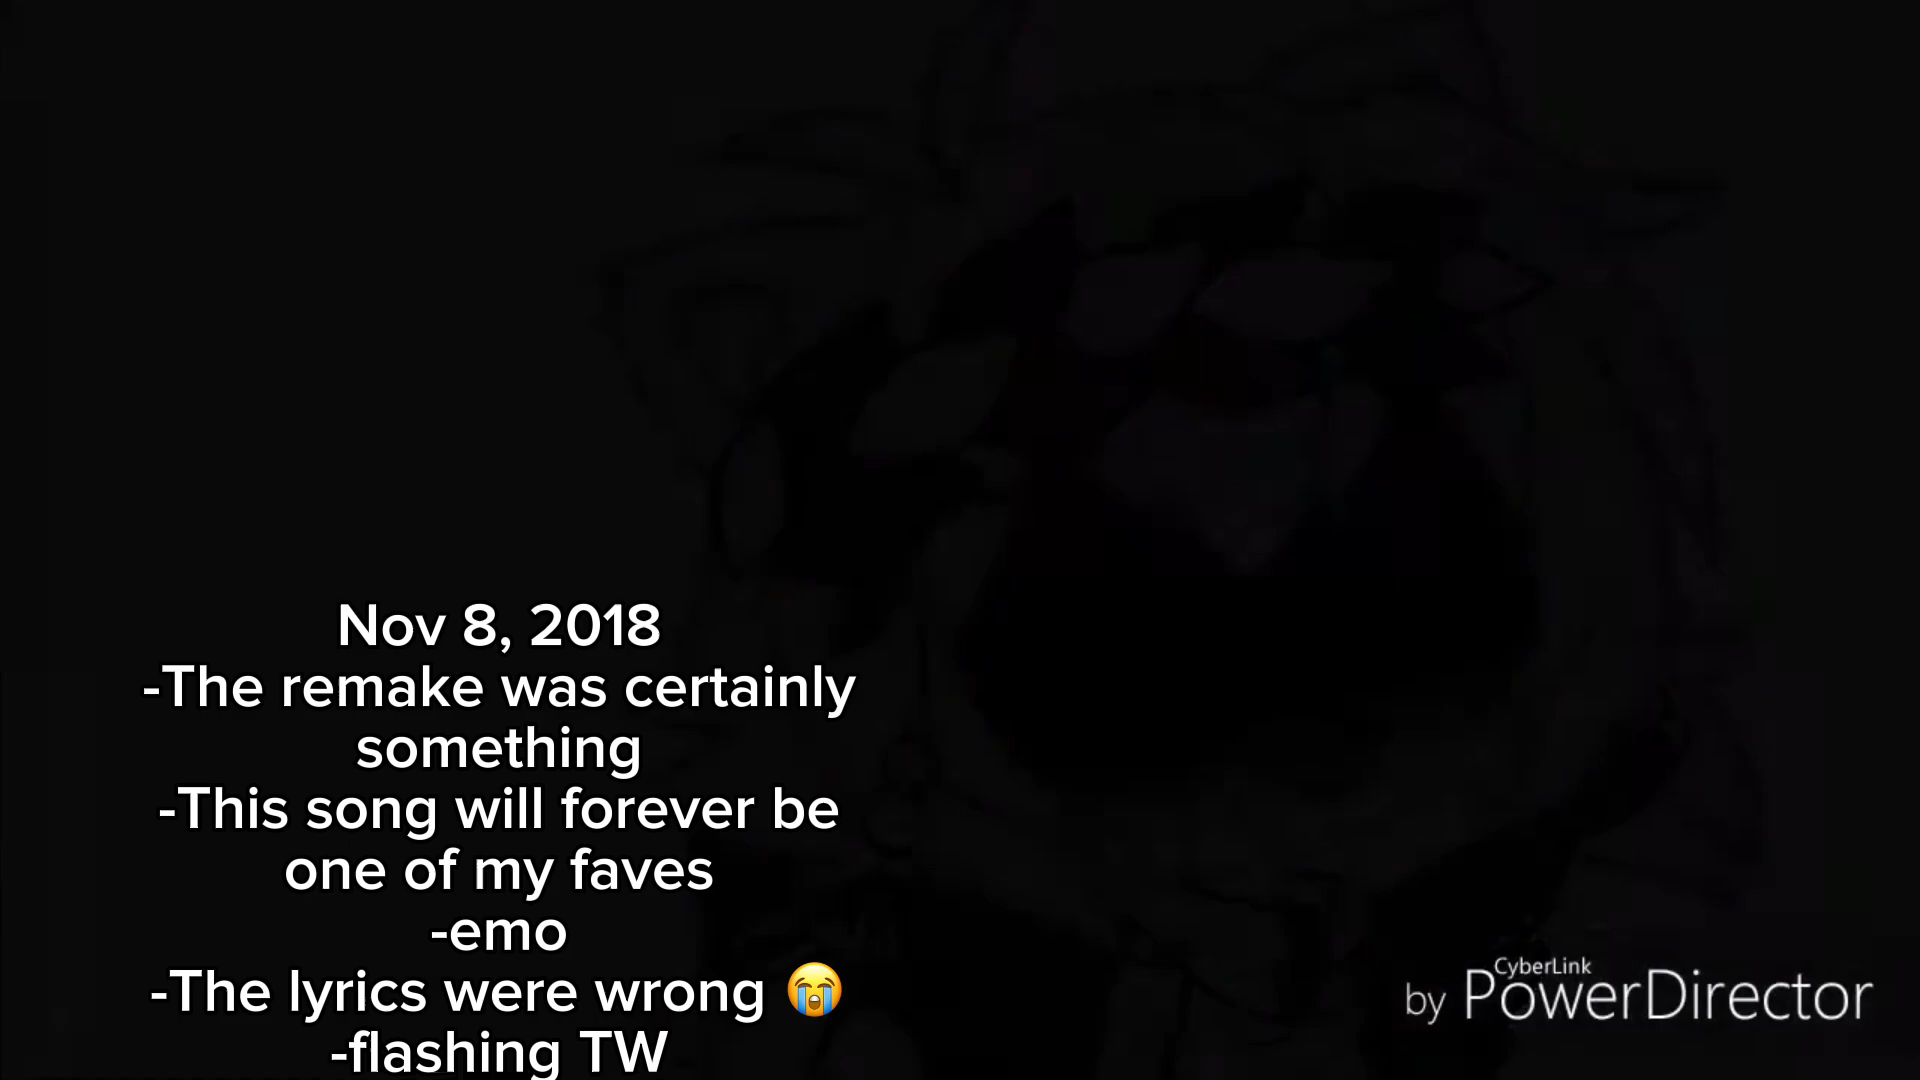 Nov 8, 2018
-The remake was certainly
something
-This song will forever be
one of my faves
-emo
-The lyrics were wrong 😭
-flashing TW
by CyberLink PowerDirector